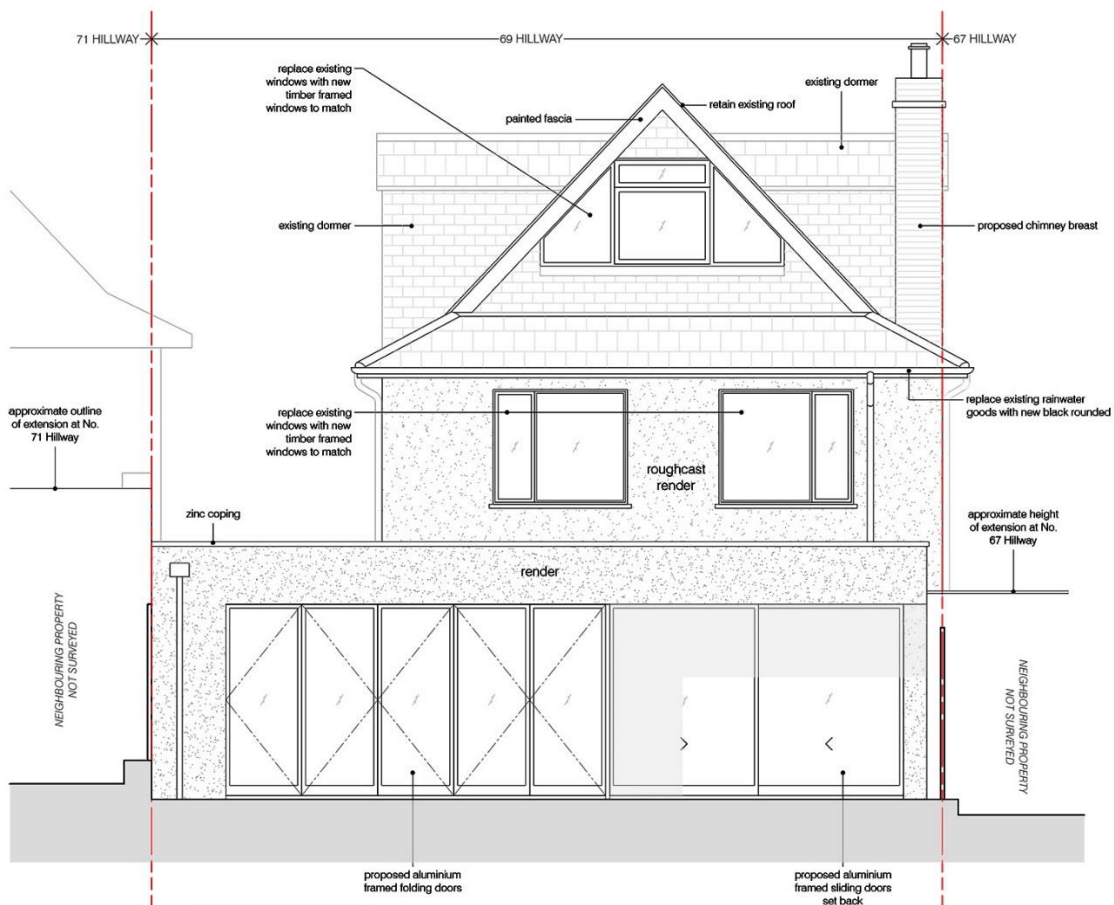 71 HILLWAY
69 HILLWAY
67 HILLWAY
replace existing
windows with new
timber framed
windows to match
painted fascia
retain existing roof
existing dormer
existing dormer
proposed chimney breast
approximate outline
of extension at No.
71 Hillway
replace existing
windows with new
timber framed
windows to match
roughcast
render
replace existing rainwater
goods with new black rounded
zinc coping
approximate height
of extension at No.
67 Hillway
render
NEIGHBOURING PROPERTY
NOT SURVEYED
NEIGHBOURING PROPERTY
NOT SURVEYED
proposed aluminium
framed folding doors
proposed aluminium
framed sliding doors
set back